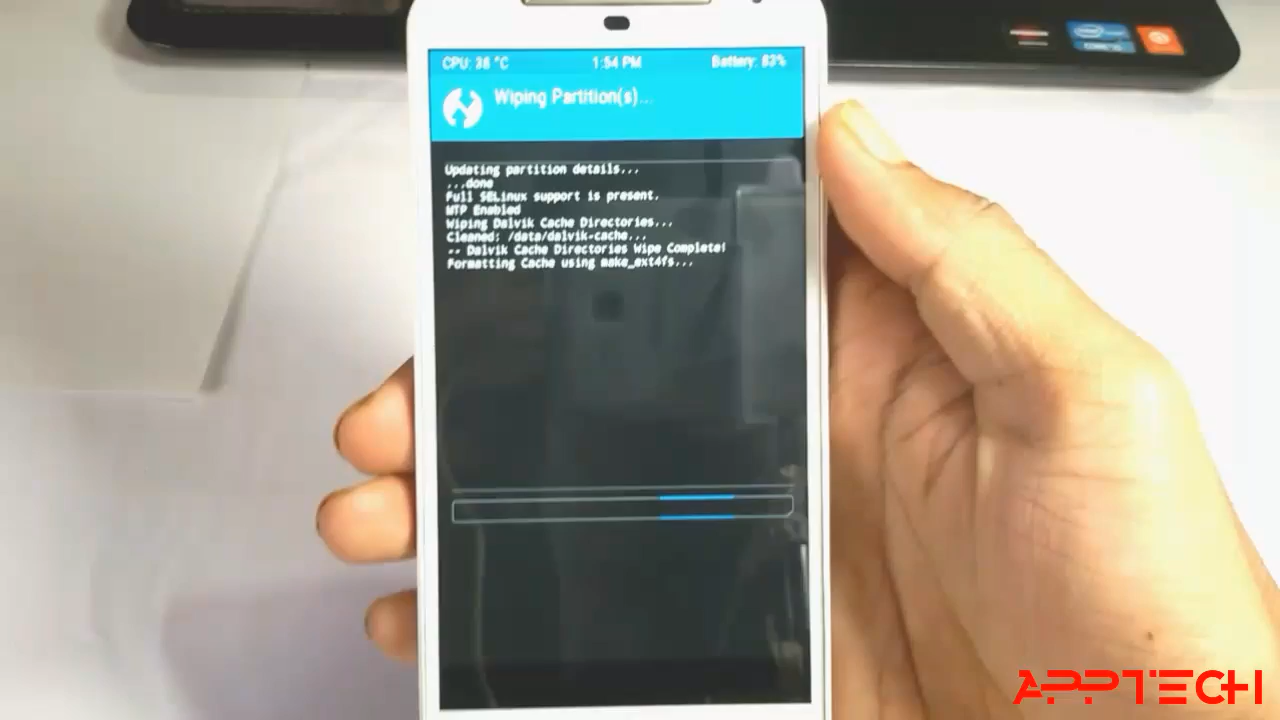 CPU: 36 °C 1:54 PM Battery: 83%
Wiping Partition(s)...
Updating partition details...
...done
Full SELinux support is present.
MTP Enabled
Wiping Dalvik Cache Directories...
Cleaned: /data/dalvik-cache...
-- Dalvik Cache Directories Wipe Complete!
Formatting Cache using make_ext4fs...
APPTECH